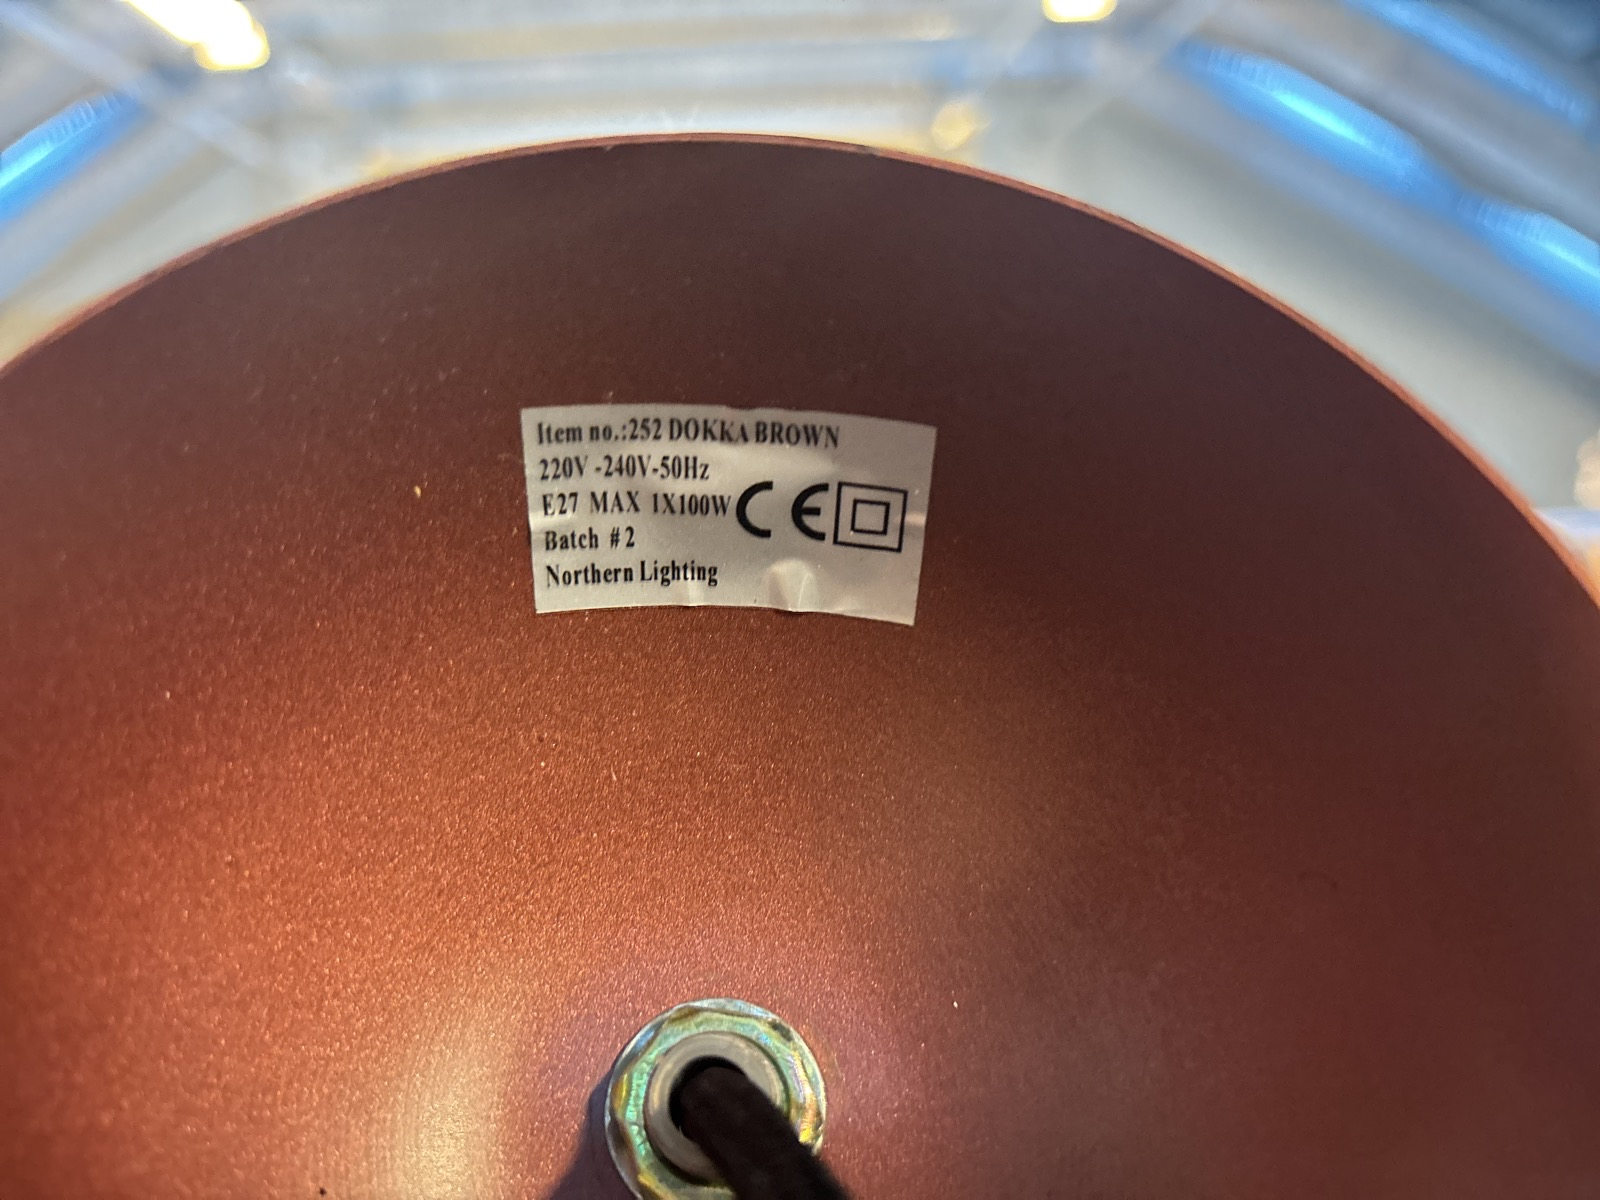 Item no.:252 DOKKA BROWN
220V -240V-50Hz
E27 MAX 1X100W CE
Batch #2
Northern Lighting